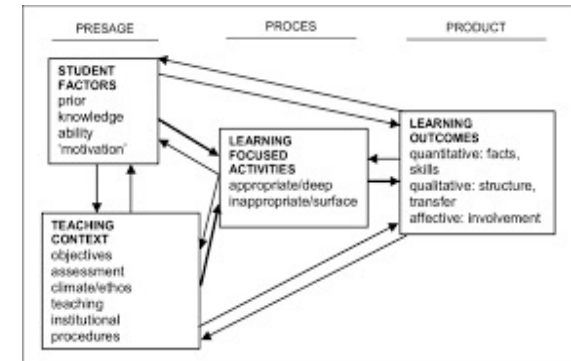 PRESAGE
PROCES
PRODUCT
STUDENT
FACTORS
prior
knowledge
ability
'motivation'
LEARNING
FOCUSED
ACTIVITIES
appropriate/deep
inappropriate/surface
LEARNING
OUTCOMES
quantitative: facts,
skills
qualitative: structure,
transfer
affective: involvement
TEACHING
CONTEXT
objectives
assessment
climate/ethos
teaching
institutional
procedures